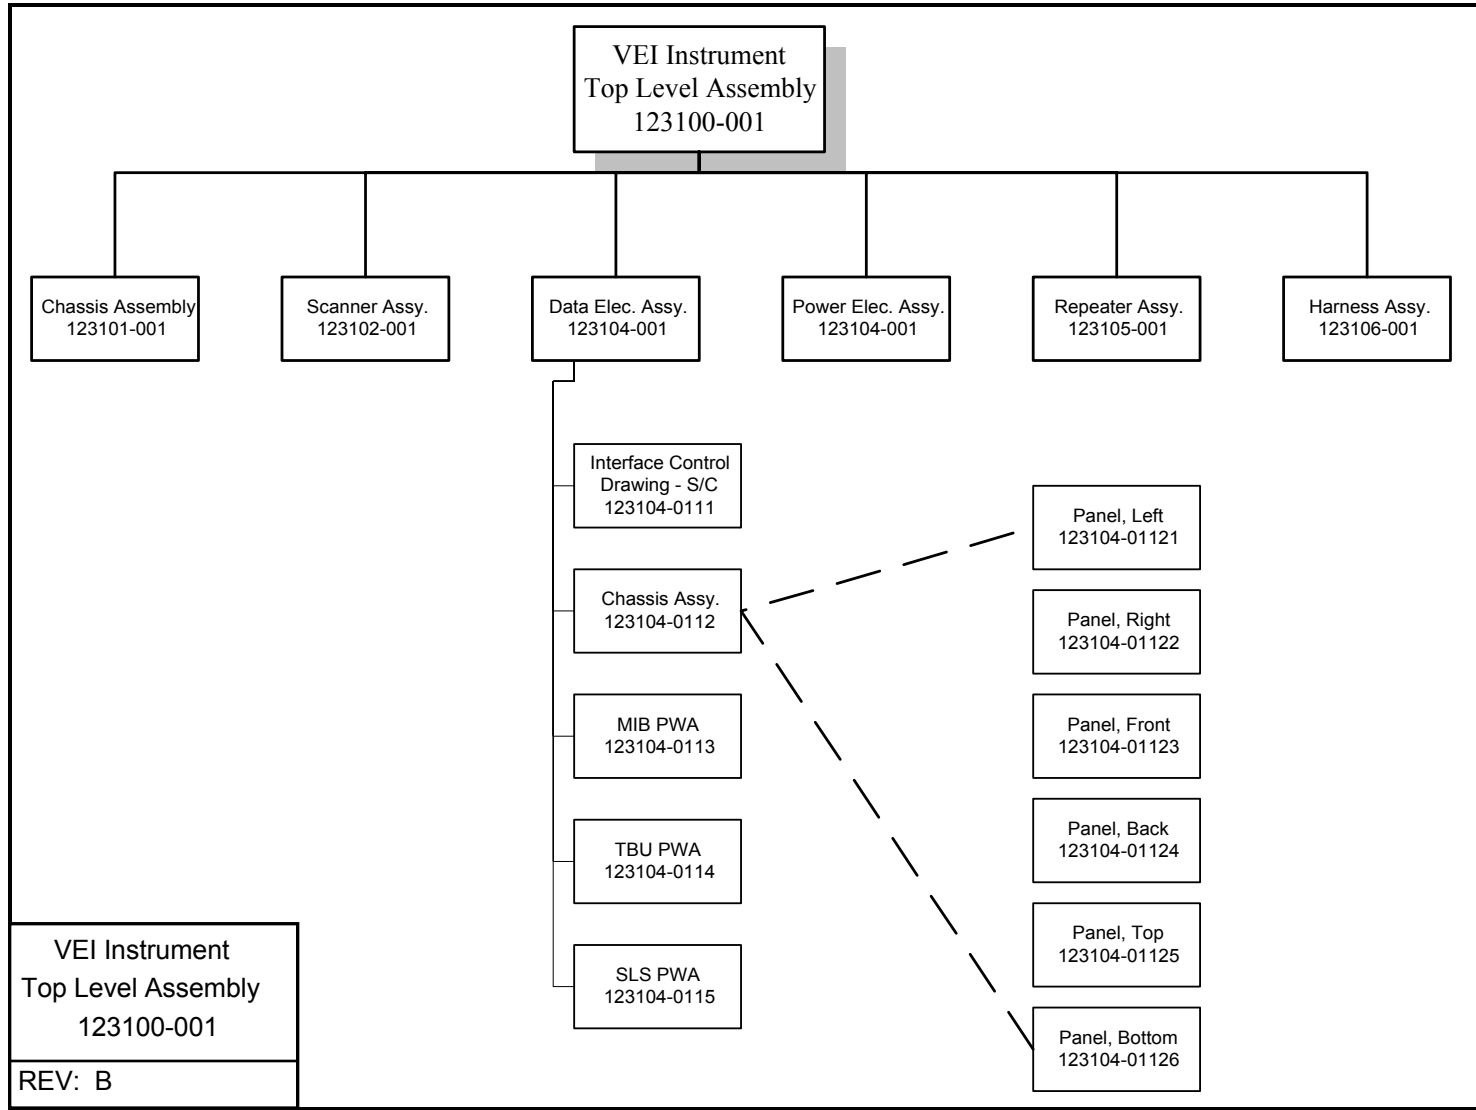 VEI Instrument
Top Level Assembly
123100-001
Chassis Assembly
123101-001
Scanner Assy.
123102-001
Data Elec. Assy.
123104-001
Power Elec. Assy.
123104-001
Repeater Assy.
123105-001
Harness Assy.
123106-001
Interface Control
Drawing - S/C
123104-0111
Chassis Assy.
123104-0112
MIB PWA
123104-0113
TBU PWA
123104-0114
SLS PWA
123104-0115
Panel, Left
123104-01121
Panel, Right
123104-01122
Panel, Front
123104-01123
Panel, Back
123104-01124
Panel, Top
123104-01125
Panel, Bottom
123104-01126
VEI Instrument
Top Level Assembly
123100-001
REV: B